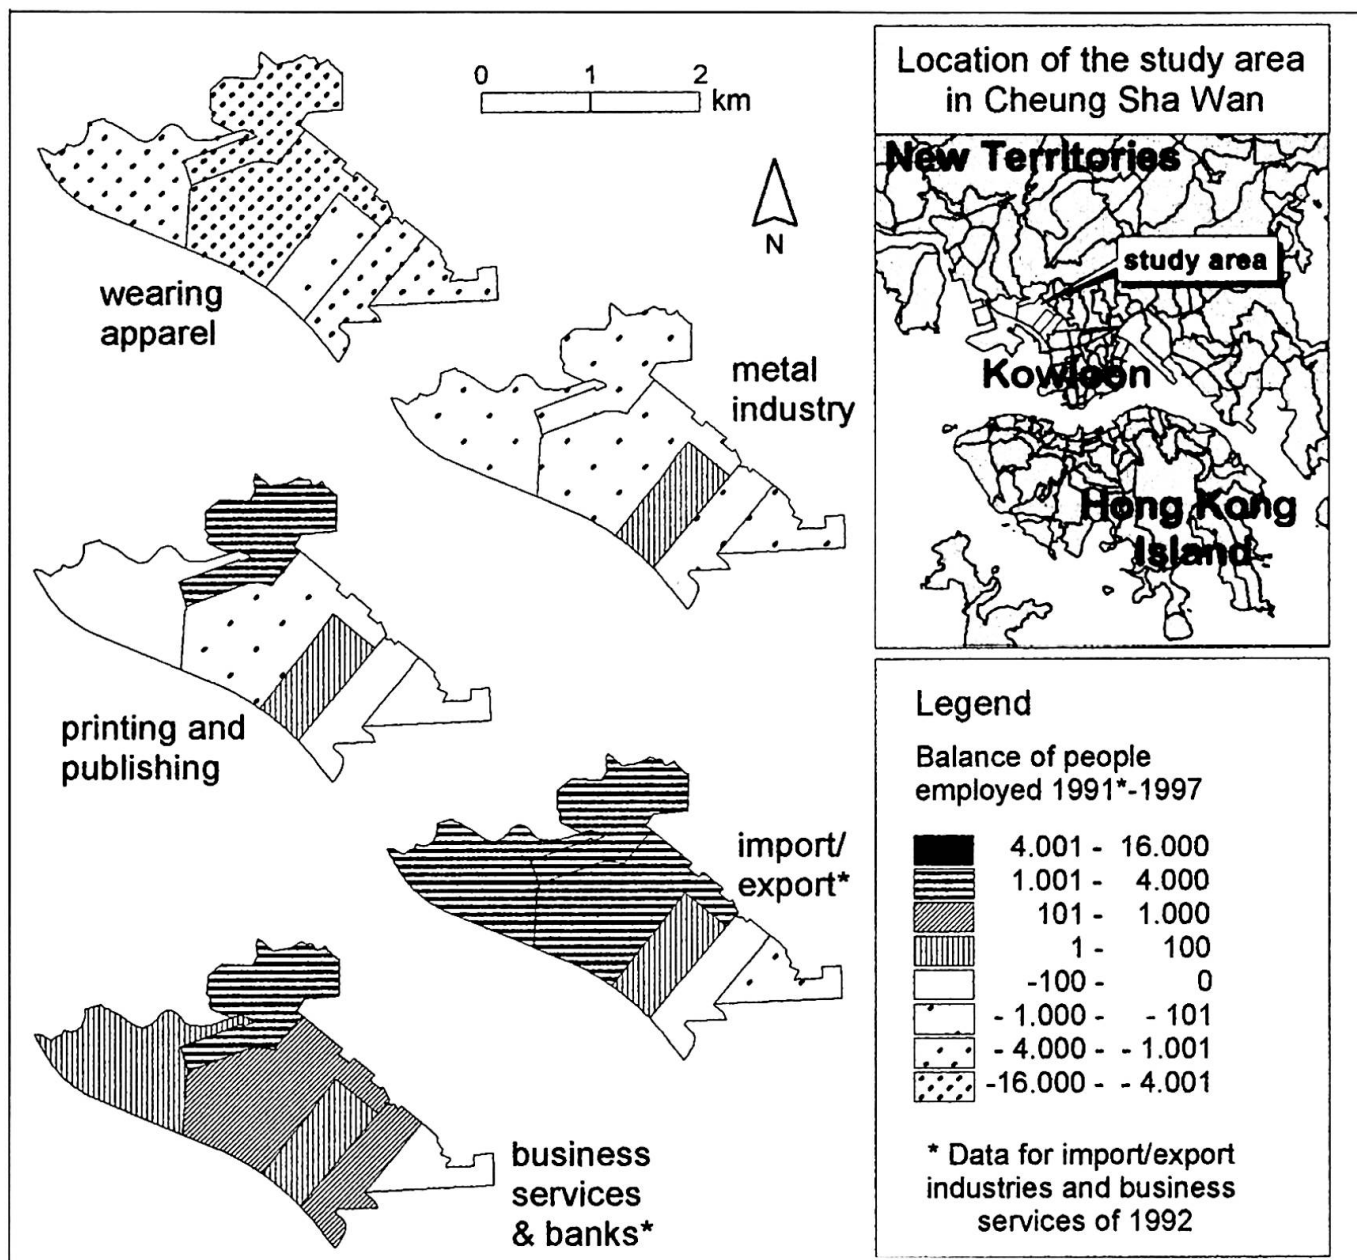 0 1 2
km
N
wearing
apparel
metal
industry
printing and
publishing
import/
export*
business
services
& banks*
Location of the study area
in Cheung Sha Wan
New Territories
study area
Kowloon
Hong Kong
Island
Legend
Balance of people
employed 1991*-1997
4.001 - 16.000
1.001 - 4.000
101 - 1.000
1 - 100
-100 - 0
- 1.000 - - 101
- 4.000 - - 1.001
-16.000 - - 4.001
* Data for import/export
industries and business
services of 1992